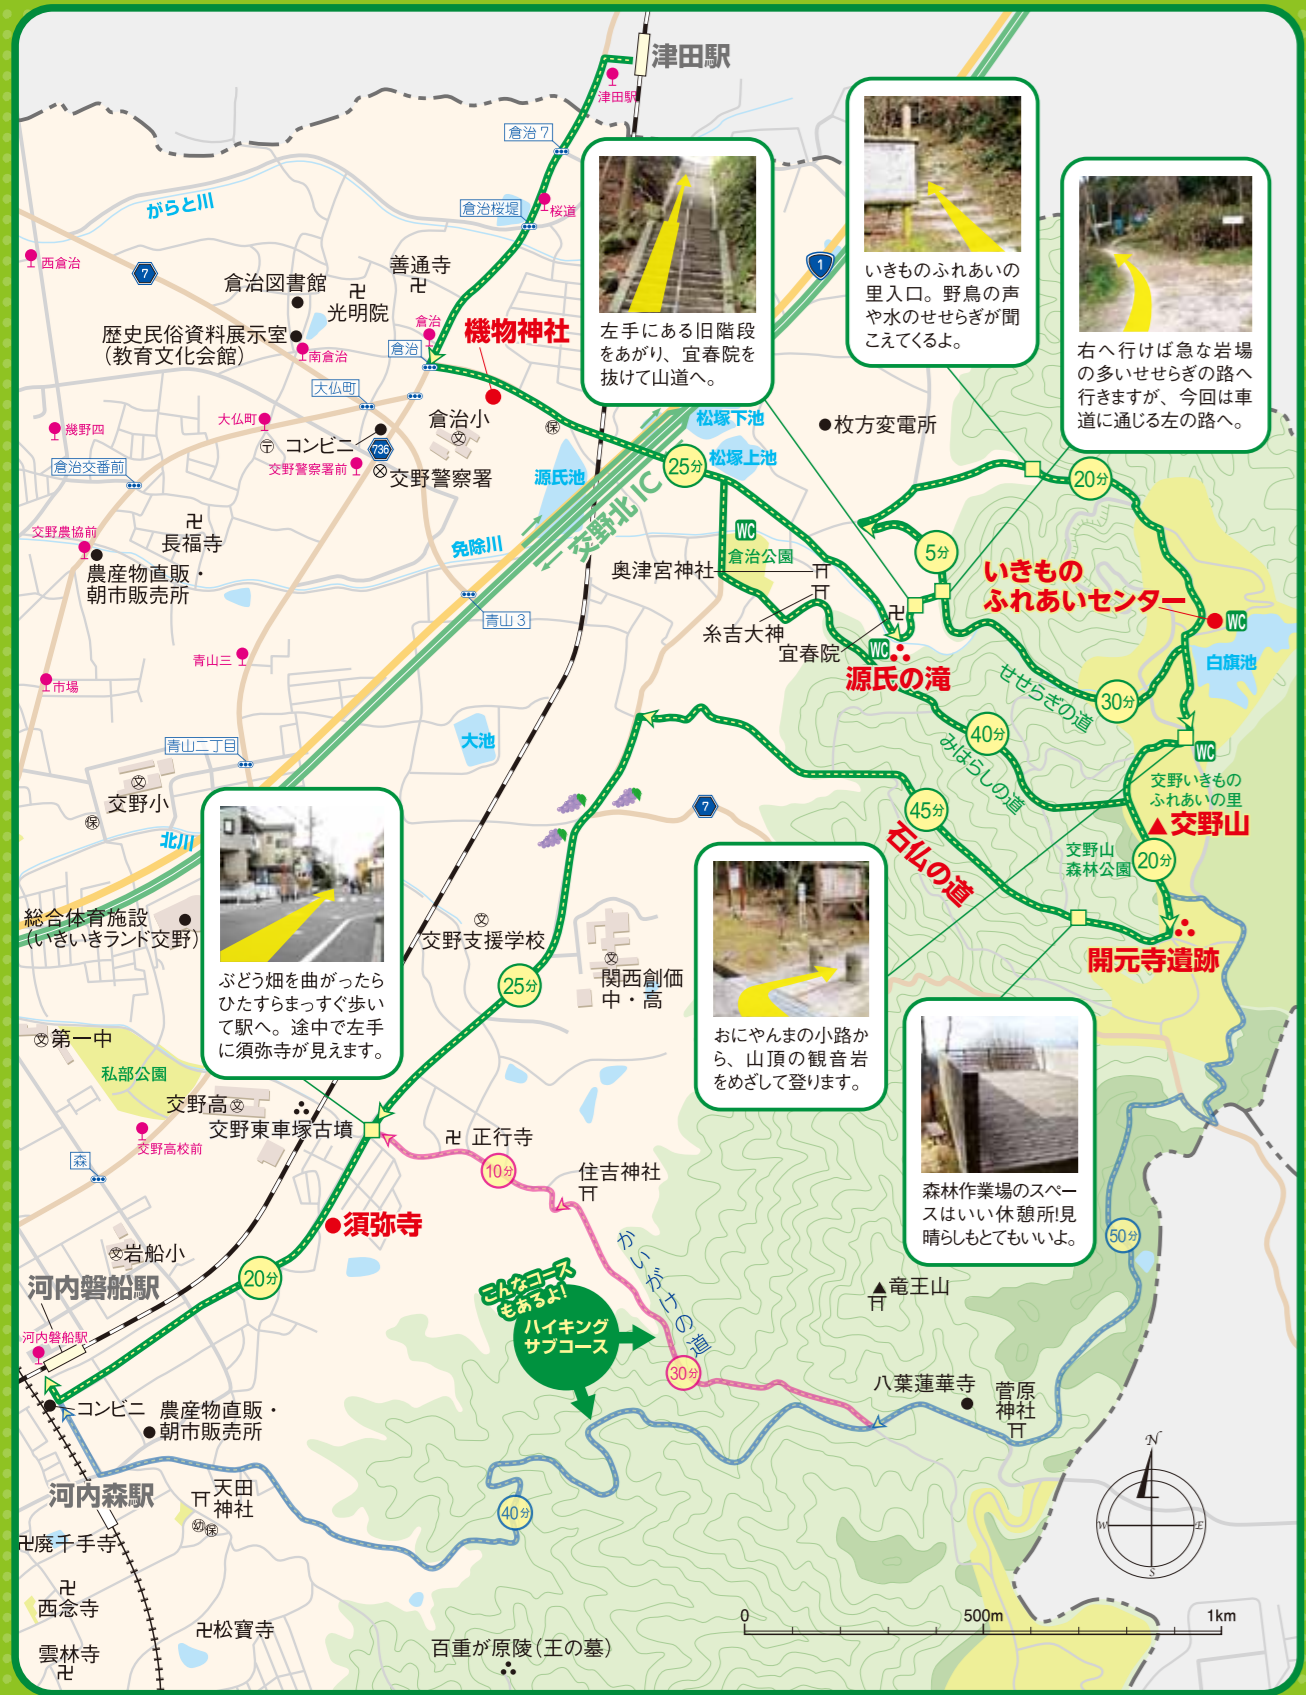 津田駅
津田駅
倉治7
がらと川
倉治桜堤
桜道
西倉治
7
善通寺
倉治図書館
光明院
倉治
機物神社
歴史民俗資料展示室
(教育文化会館)
南倉治
倉治
大仏町
1
左手にある旧階段
をあがり、宜春院を
抜けて山道へ。
いきものふれあいの
里入口。野鳥の声
や水のせせらぎが聞
こえてくるよ。
右へ行けば急な岩場
の多いせせらぎの路へ
行きますが、今回は車
道に通じる左の路へ。
大仏町
幾野四
コンビニ
736
倉治小
文
保
松塚下池
枚方変電所
倉治交番前
交野警察署前
交野警察署
源氏池
25分
松塚上池
20分
交野北IC
交野農協前
長福寺
免除川
WC
倉治公園
5分
農産物直販・
朝市販売所
奥津宮神社
いきもの
ふれあいセンター
WC
青山3
糸吉大神
宜春院
WC
源氏の滝
白旗池
青山三
市場
せせらぎの道
30分
青山二丁目
大池
40分
みはらしの道
WC
文
交野小
保
7
交野いきもの
ふれあいの里
交野山
北川
45分
石仏の道
交野山
森林公園
20分
総合体育施設
(いきいきランド交野)
文
交野支援学校
文
関西創価
中・高
開元寺遺跡
ぶどう畑を曲がったら
ひたすらまっすぐ歩い
て駅へ。途中で左手
に須弥寺が見えます。
25分
おにやんまの小路か
ら、山頂の観音岩
をめざして登ります。
文第一中
私部公園
交野高文
交野東車塚古墳
正行寺
交野高校前
森
10分
住吉神社
森林作業場のスペー
スはいい休憩所!見
晴らしもとてもいいよ。
須弥寺
50分
文岩船小
かいがけの道
河内磐船駅
20分
こんなコース
もあるよ!
ハイキング
サブコース
竜王山
河内磐船駅
30分
八葉蓮華寺
菅原
神社
コンビニ
農産物直販・
朝市販売所
N
河内森駅
天田
神社
幼保
40分
W
E
S
廃千手寺
西念寺
松寶寺
雲林寺
百重が原陵(王の墓)
0
500m
1km